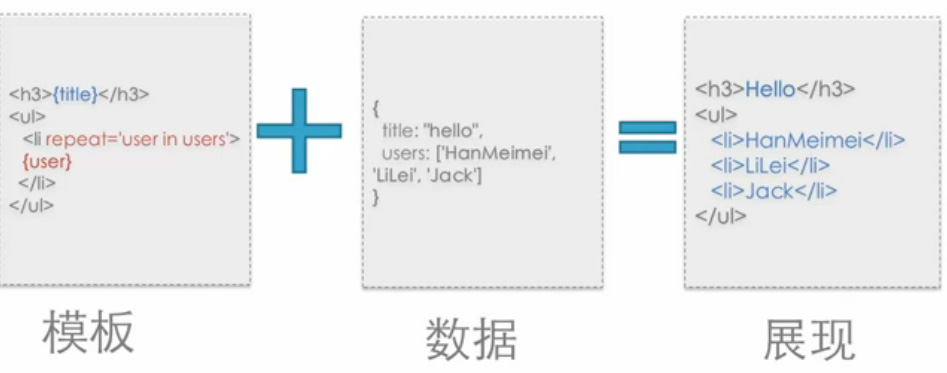 <h3>{title}</h3>
<ul>
<li repeat='user in users'>
{user}
</li>
</ul>
模板
{
title: "hello",
users: ['HanMeimei',
'LiLei', 'Jack']
}
数据
<h3>Hello</h3>
<ul>
<li>HanMeimei</li>
<li>LiLei</li>
<li>Jack</li>
</ul>
展现